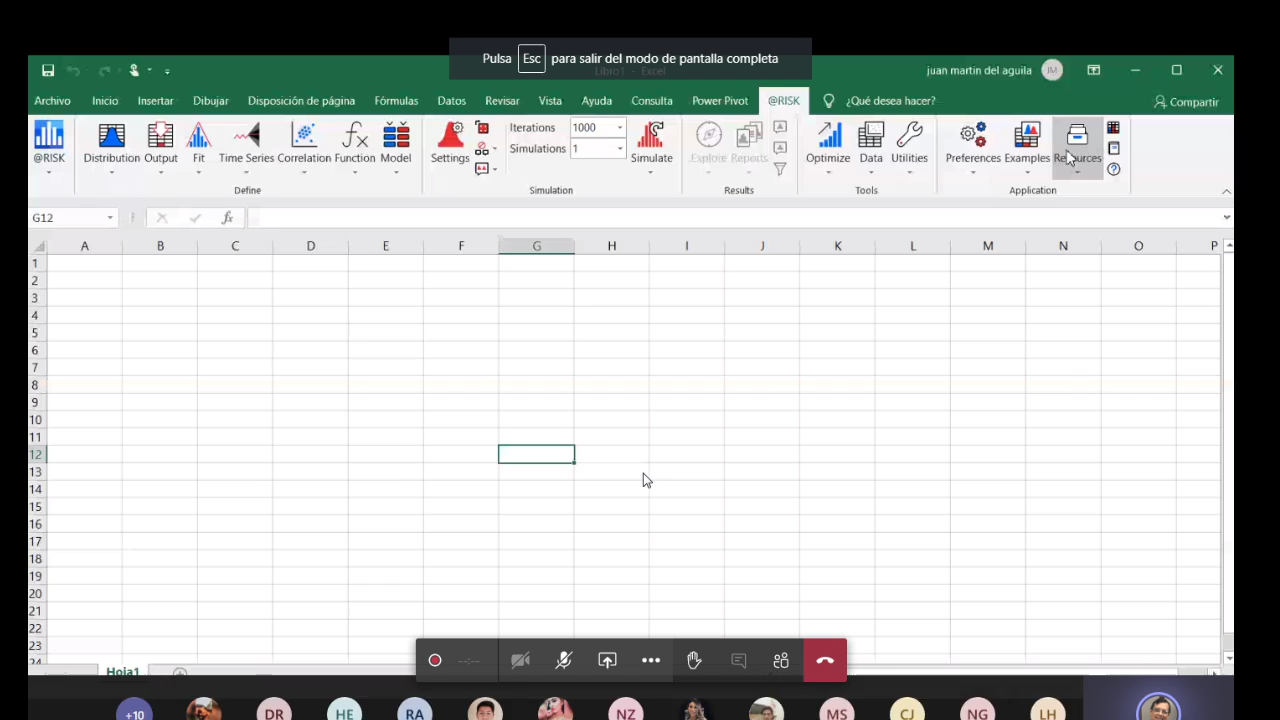 Pulsa Esc para salir del modo de pantalla completa
Libro1 - Excel
juan martin del aguila JM
Archivo Inicio Insertar Dibujar Disposición de página Fórmulas Datos Revisar Vista Ayuda Consulta Power Pivot @RISK ¿Qué desea hacer? Compartir
Iterations 1000
Simulations 1
@RISK Distribution Output Fit Time Series Correlation Function Model Settings Simulate Explore Reports Optimize Data Utilities Preferences Examples Resources
Define Simulation Results Tools Application
G12 fx
A B C D E F G H I J K L M N O P
1
2
3
4
5
6
7
8
9
10
11
12
13
14
15
16
17
18
19
20
21
22
23
24
Hoja1
--:--
+10 DR HE RA NZ MS CJ NG LH